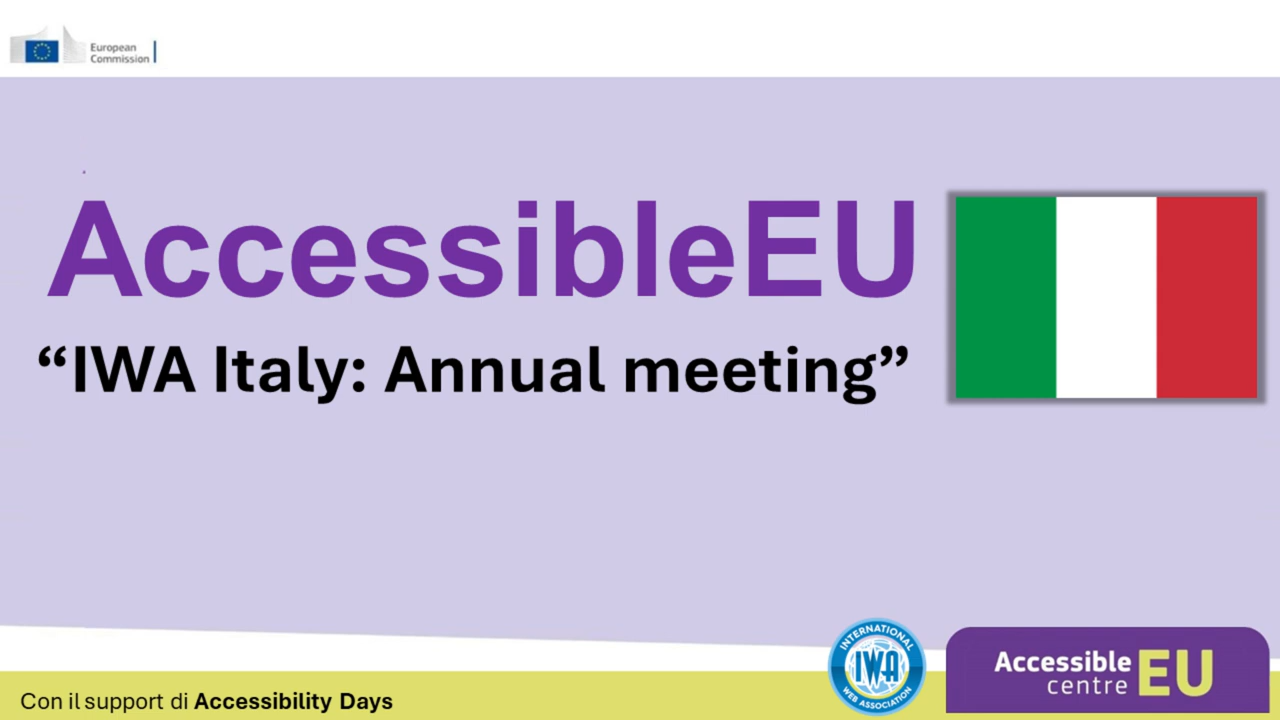 European
Commission
AccessibleEU
“IWA Italy: Annual meeting”
INTERNATIONAL
IWA
WEB ASSOCIATION
Accessible
centre EU
Con il support di Accessibility Days